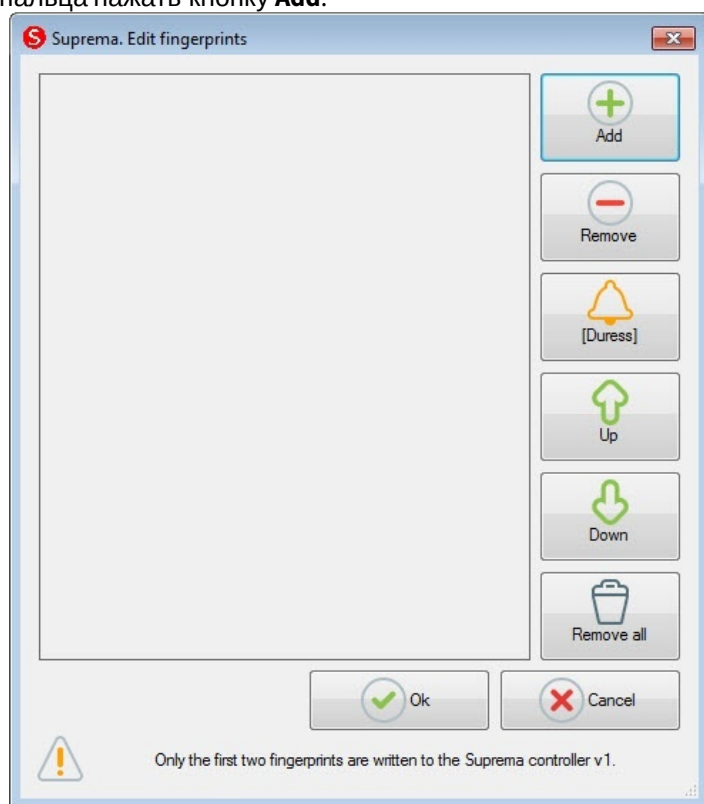 пальца нажать кнопку Add.
Suprema. Edit fingerprints
Add
Remove
[Duress]
Up
Down
Remove all
Ok
Cancel
Only the first two fingerprints are written to the Suprema controller v1.